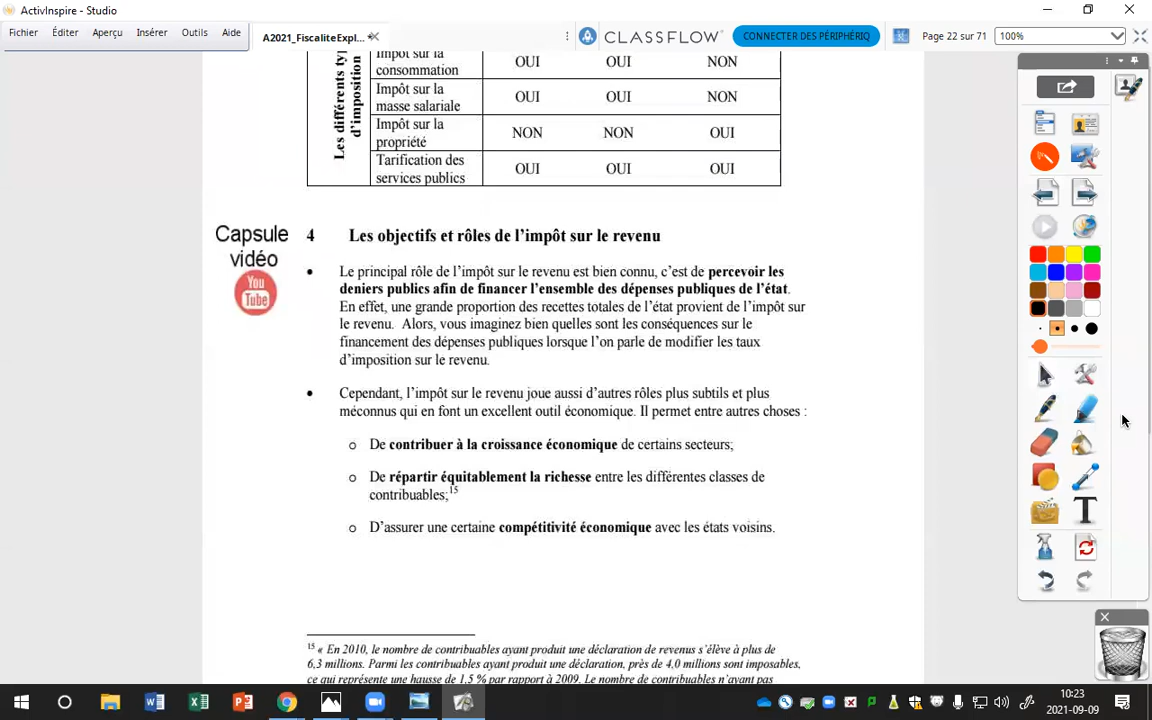 ActivInspire - Studio
Fichier Éditer Aperçu Insérer Outils Aide
A2021_FiscaliteExpl...
CLASSFLOW
CONNECTER DES PÉRIPHÉRIQ
Page 22 sur 71
100%
Les différents
d'imposition
Impôt sur la
consommation
OUI OUI NON
Impôt sur la
masse salariale
OUI OUI NON
Impôt sur la
propriété
NON NON OUI
Tarification des
services publics
OUI OUI OUI
Capsule
vidéo
You
Tube
4 Les objectifs et rôles de l'impôt sur le revenu
• Le principal rôle de l'impôt sur le revenu est bien connu, c'est de percevoir les
deniers publics afin de financer l'ensemble des dépenses publiques de l'état.
En effet, une grande proportion des recettes totales de l'état provient de l'impôt sur
le revenu. Alors, vous imaginez bien quelles sont les conséquences sur le
financement des dépenses publiques lorsque l'on parle de modifier les taux
d'imposition sur le revenu.
• Cependant, l'impôt sur le revenu joue aussi d'autres rôles plus subtils et plus
méconnus qui en font un excellent outil économique. Il permet entre autres choses :
o De contribuer à la croissance économique de certains secteurs;
o De répartir équitablement la richesse entre les différentes classes de
contribuables;15
o D'assurer une certaine compétitivité économique avec les états voisins.
15 « En 2010, le nombre de contribuables ayant produit une déclaration de revenus s'élève à plus de
6,3 millions. Parmi les contribuables ayant produit une déclaration, près de 4,0 millions sont imposables,
ce qui représente une hausse de 1,5 % par rapport à 2009. Le nombre de contribuables n'ayant pas
10:23
2021-09-09